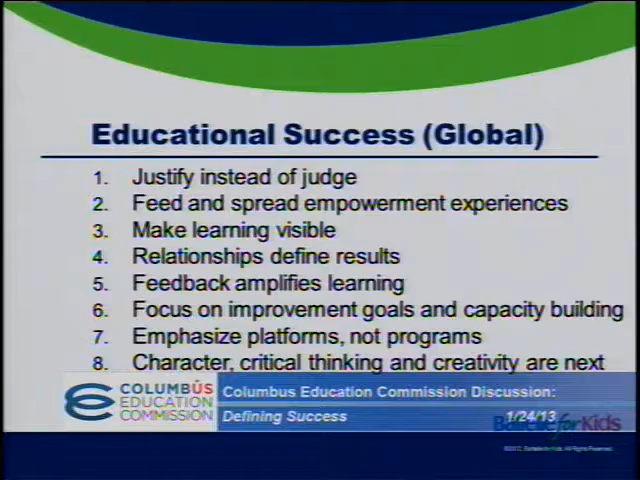 Educational Success (Global)
1. Justify instead of judge
2. Feed and spread empowerment experiences
3. Make learning visible
4. Relationships define results
5. Feedback amplifies learning
6. Focus on improvement goals and capacity building
7. Emphasize platforms, not programs
8. Character, critical thinking and creativity are next
COLUMBUS
EDUCATION
COMMISSION
Columbus Education Commission Discussion:
Defining Success 1/24/13
Battelle for Kids